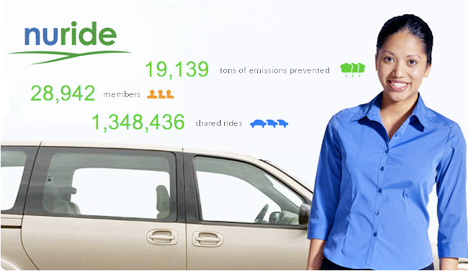 nuride
19,139 tons of emissions prevented
28,942 members
1,348,436 shared rides